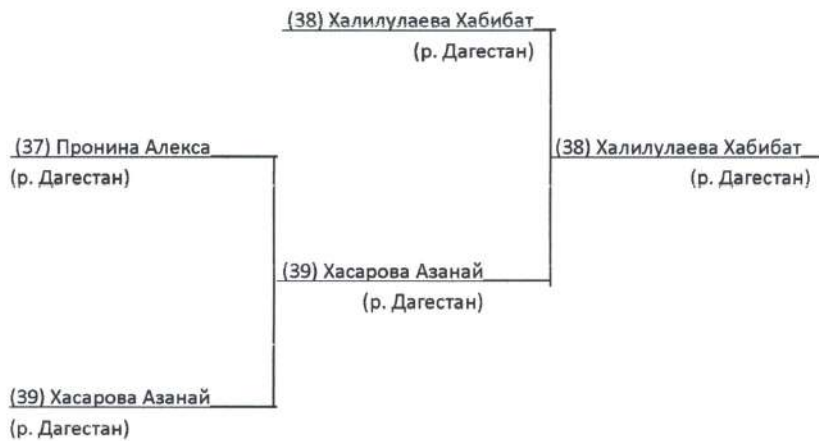 (38) Халилулаева Хабибат
(р. Дагестан)
(37) Пронина Алекса
(р. Дагестан)
(38) Халилулаева Хабибат
(р. Дагестан)
(39) Хасарова Азанай
(р. Дагестан)
(39) Хасарова Азанай
(р. Дагестан)